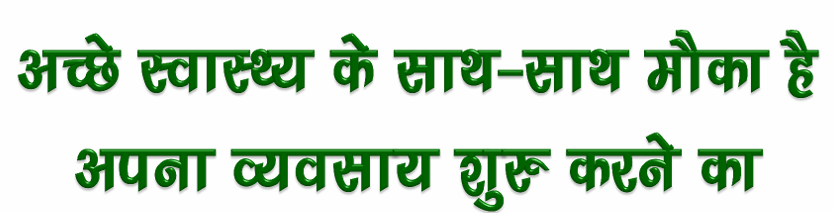 अच्छे स्वास्थ्य के साथ-साथ मौका है
अपना व्यवसाय शुरू करने का